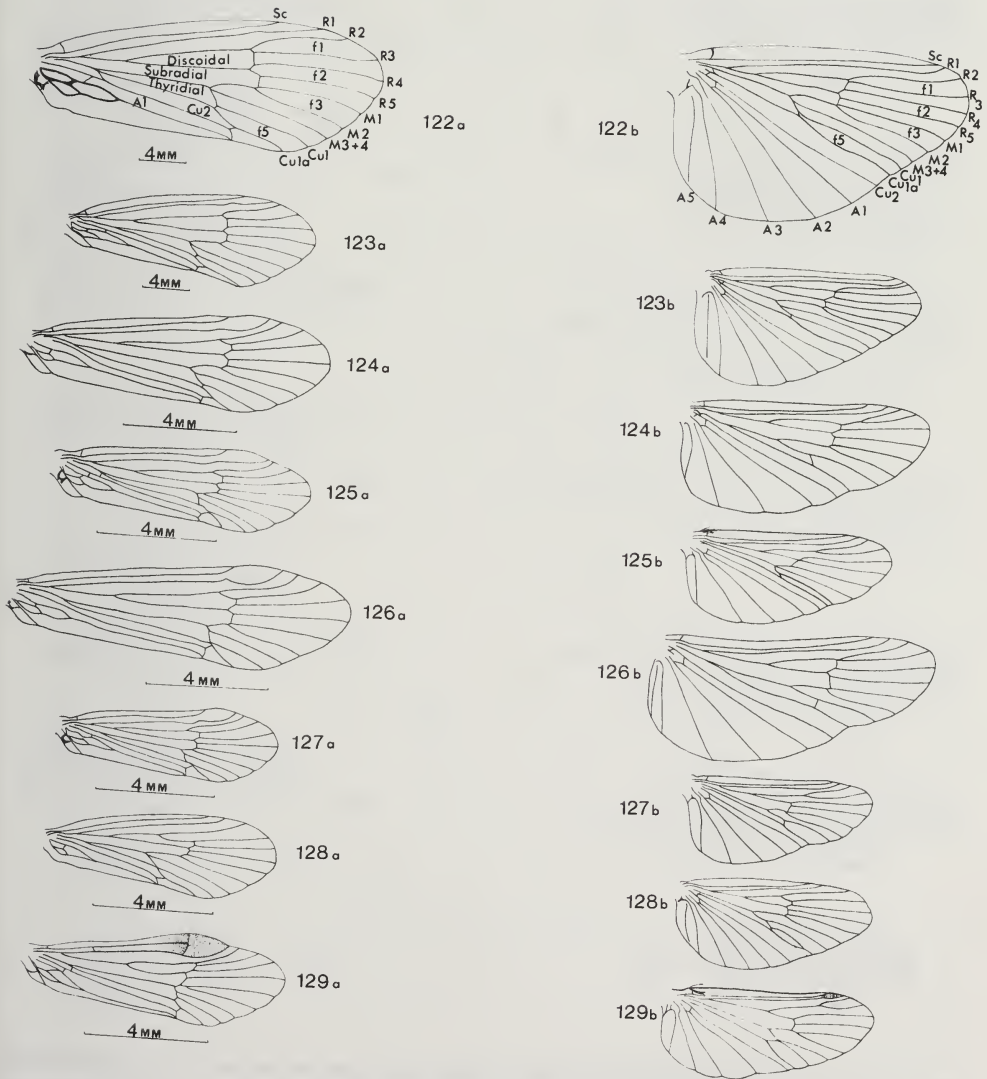 Sc
R1
R2
f1
R3
Discoidal
f2
R4
Subradial
Thyridial
R5
f3
A1
Cu2
M1
M2
f5
M3+4
Cu1
Cu1a
4MM
122a
Sc
R1
R2
f1
R3
f2
R4
f3
R5
M1
f5
M2
M3+4
Cu1
Cu1a
Cu2
A1
A2
A3
A4
A5
122b
123a
4MM
123b
124a
4MM
124b
125a
4MM
125b
126a
4MM
126b
127a
4MM
127b
128a
4MM
128b
129a
4MM
129b